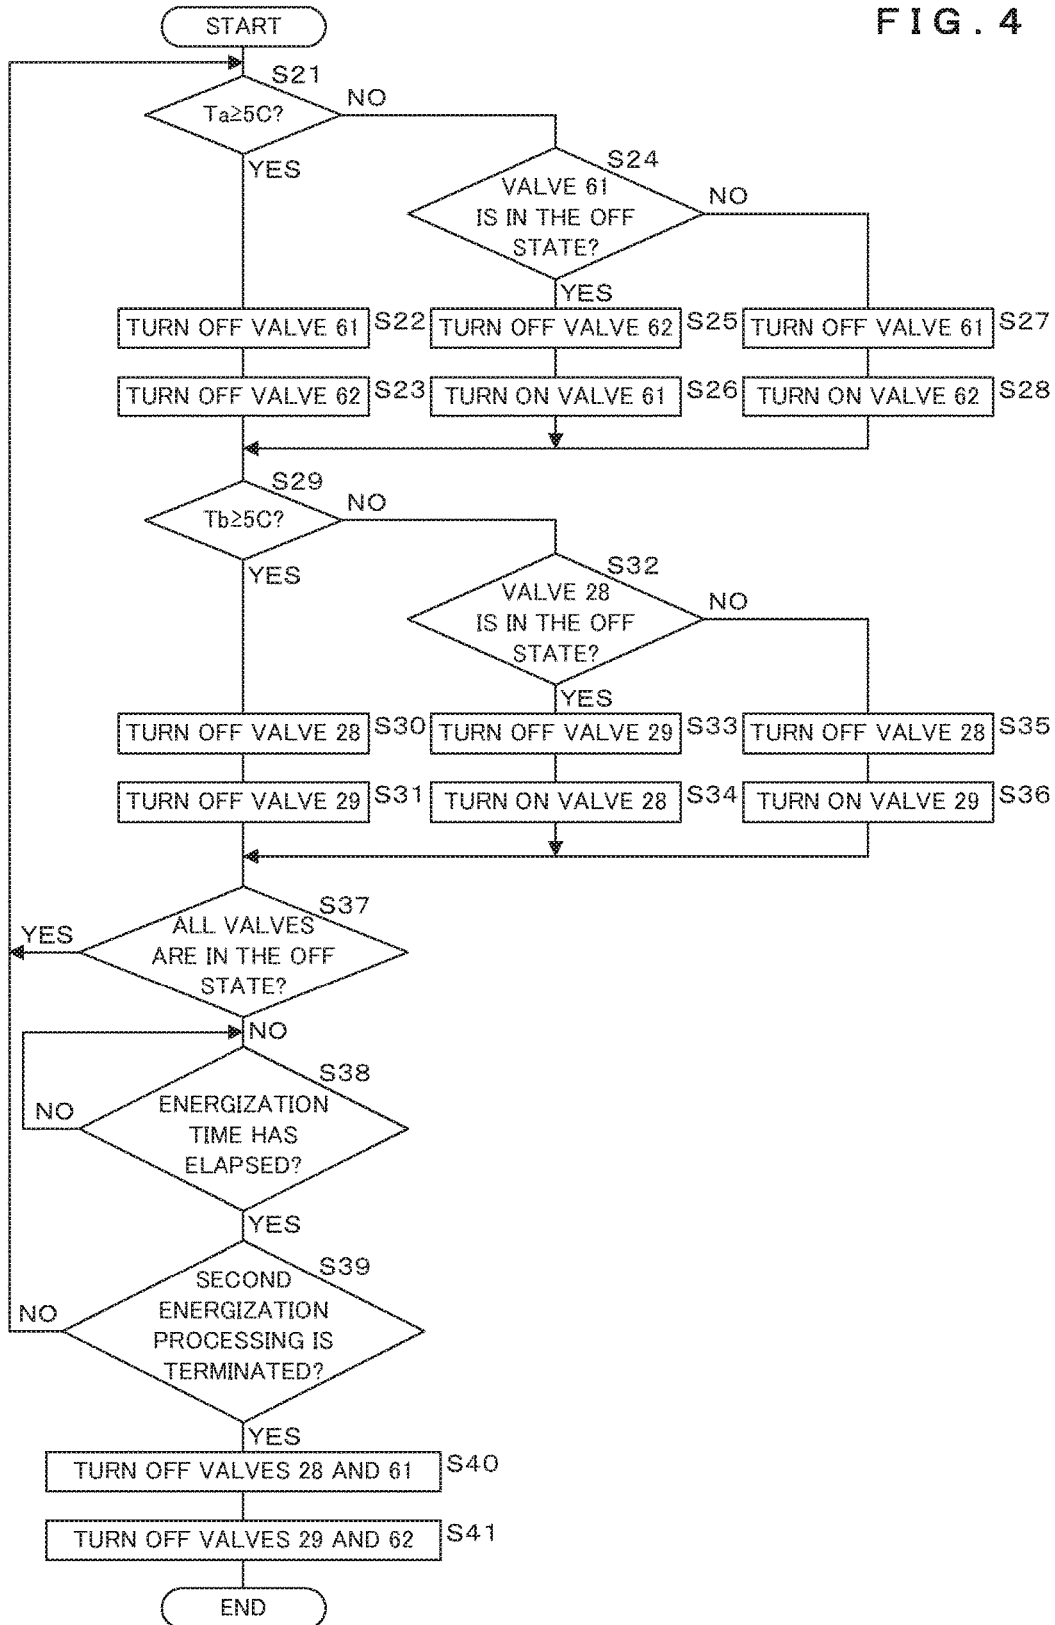 FIG. 4
START
S21
Ta≥5C?
NO
YES
S24
VALVE 61
IS IN THE OFF
STATE?
NO
YES
TURN OFF VALVE 61
S22
TURN OFF VALVE 62
S25
TURN OFF VALVE 61
S27
TURN OFF VALVE 62
S23
TURN ON VALVE 61
S26
TURN ON VALVE 62
S28
S29
Tb≥5C?
NO
YES
S32
VALVE 28
IS IN THE OFF
STATE?
NO
YES
TURN OFF VALVE 28
S30
TURN OFF VALVE 29
S33
TURN OFF VALVE 28
S35
TURN OFF VALVE 29
S31
TURN ON VALVE 28
S34
TURN ON VALVE 29
S36
S37
ALL VALVES
ARE IN THE OFF
STATE?
YES
NO
S38
ENERGIZATION
TIME HAS
ELAPSED?
NO
YES
S39
SECOND
ENERGIZATION
PROCESSING IS
TERMINATED?
NO
YES
TURN OFF VALVES 28 AND 61
S40
TURN OFF VALVES 29 AND 62
S41
END